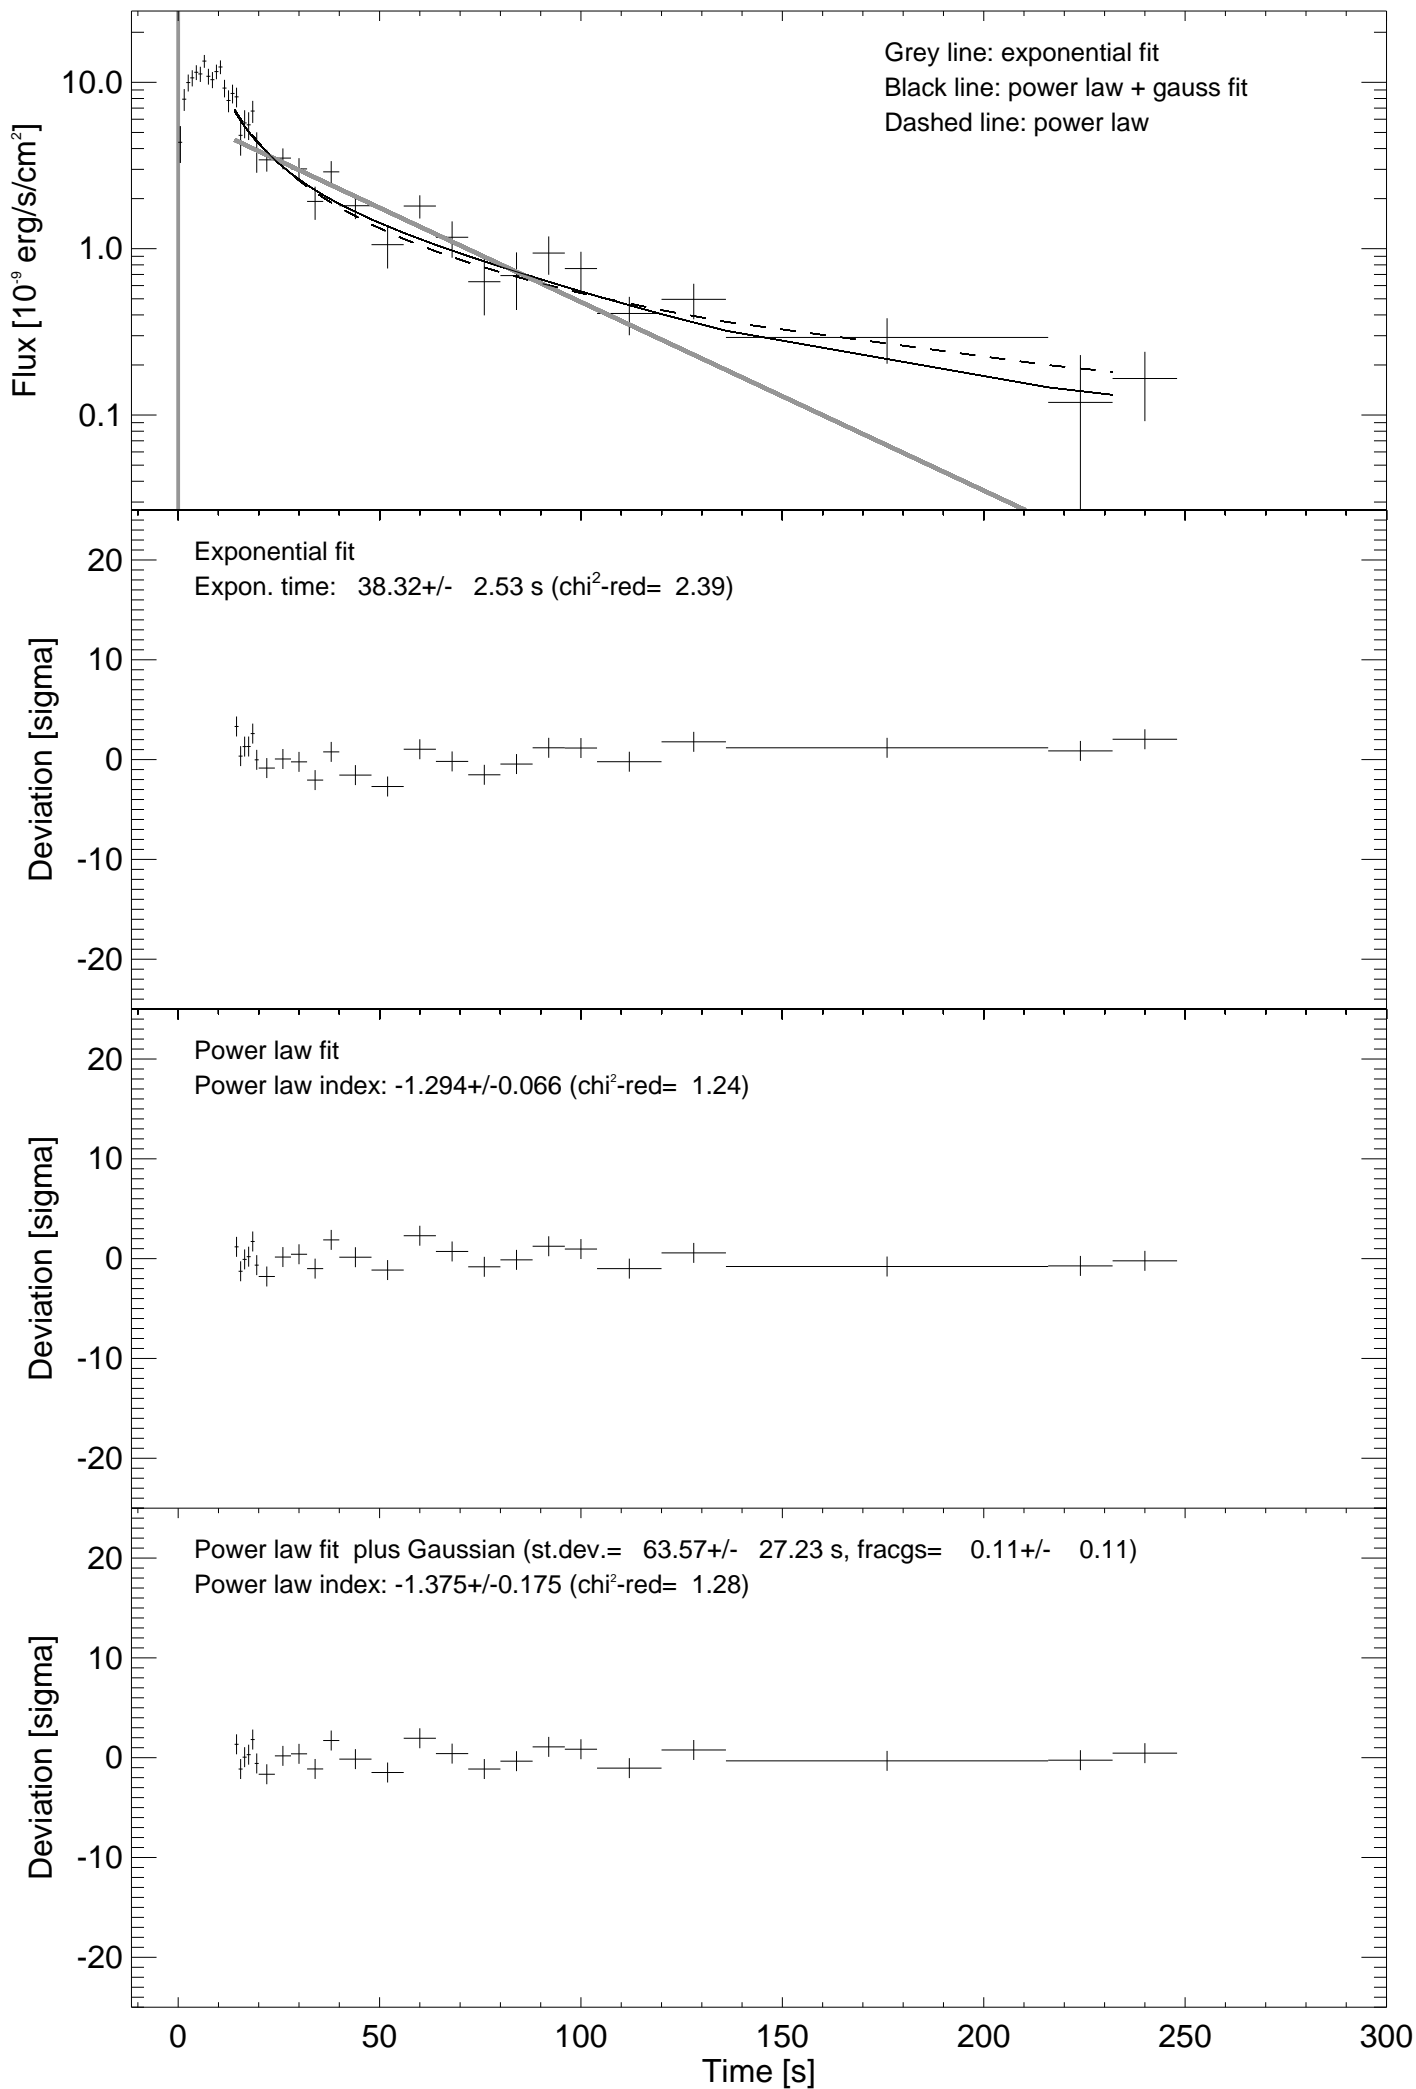 Grey line: exponential fit
Black line: power law + gauss fit
Dashed line: power law
10.0
1.0
0.1
Flux [10⁻⁹ erg/s/cm²]
Exponential fit
Expon. time: 38.32+/- 2.53 s (chi²-red= 2.39)
20
10
0
-10
-20
Deviation [sigma]
Power law fit
Power law index: -1.294+/-0.066 (chi²-red= 1.24)
20
10
0
-10
-20
Deviation [sigma]
Power law fit plus Gaussian (st.dev.= 63.57+/- 27.23 s, fracgs= 0.11+/- 0.11)
Power law index: -1.375+/-0.175 (chi²-red= 1.28)
20
10
0
-10
-20
Deviation [sigma]
0 50 100 150 200 250 300
Time [s]